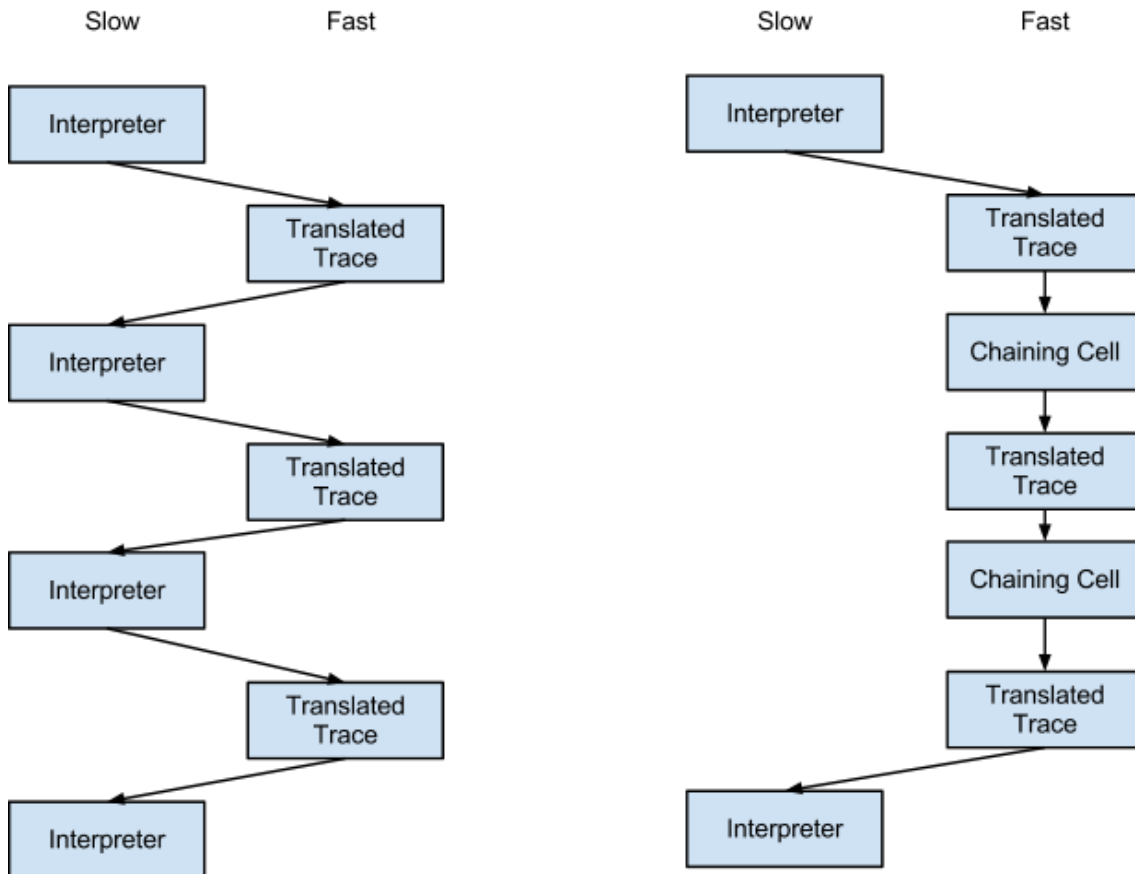 Slow
Fast
Interpreter
Translated
Trace
Interpreter
Translated
Trace
Interpreter
Translated
Trace
Interpreter
Slow
Fast
Interpreter
Translated
Trace
Chaining Cell
Translated
Trace
Chaining Cell
Translated
Trace
Interpreter